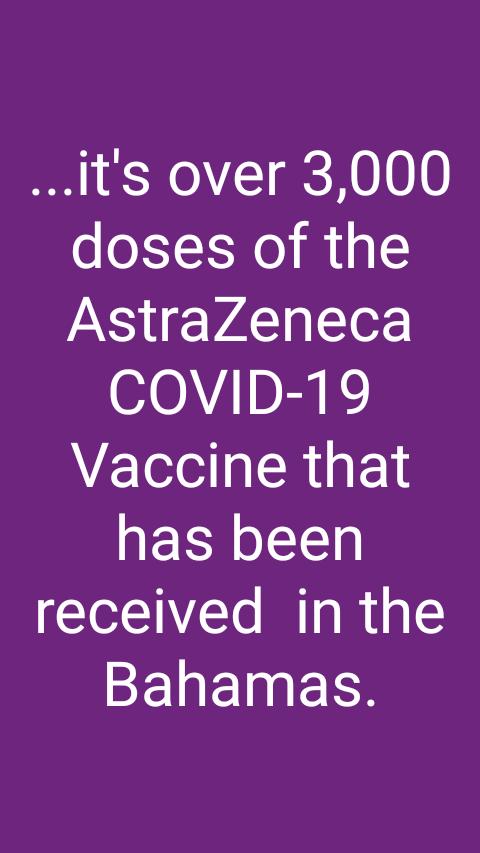 ...it's over 3,000
doses of the
AstraZeneca
COVID-19
Vaccine that
has been
received  in the
Bahamas.